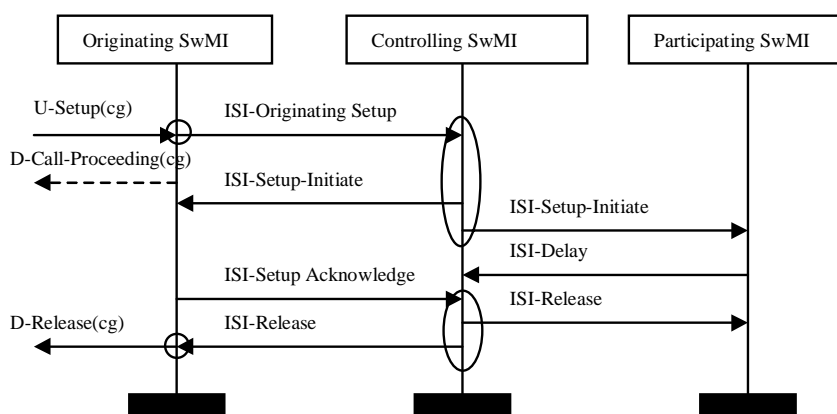 Originating SwMI
Controlling SwMI
Participating SwMI
U-Setup(cg)
ISI-Originating Setup
D-Call-Proceeding(cg)
ISI-Setup-Initiate
ISI-Setup-Initiate
ISI-Delay
ISI-Setup Acknowledge
ISI-Release
D-Release(cg)
ISI-Release